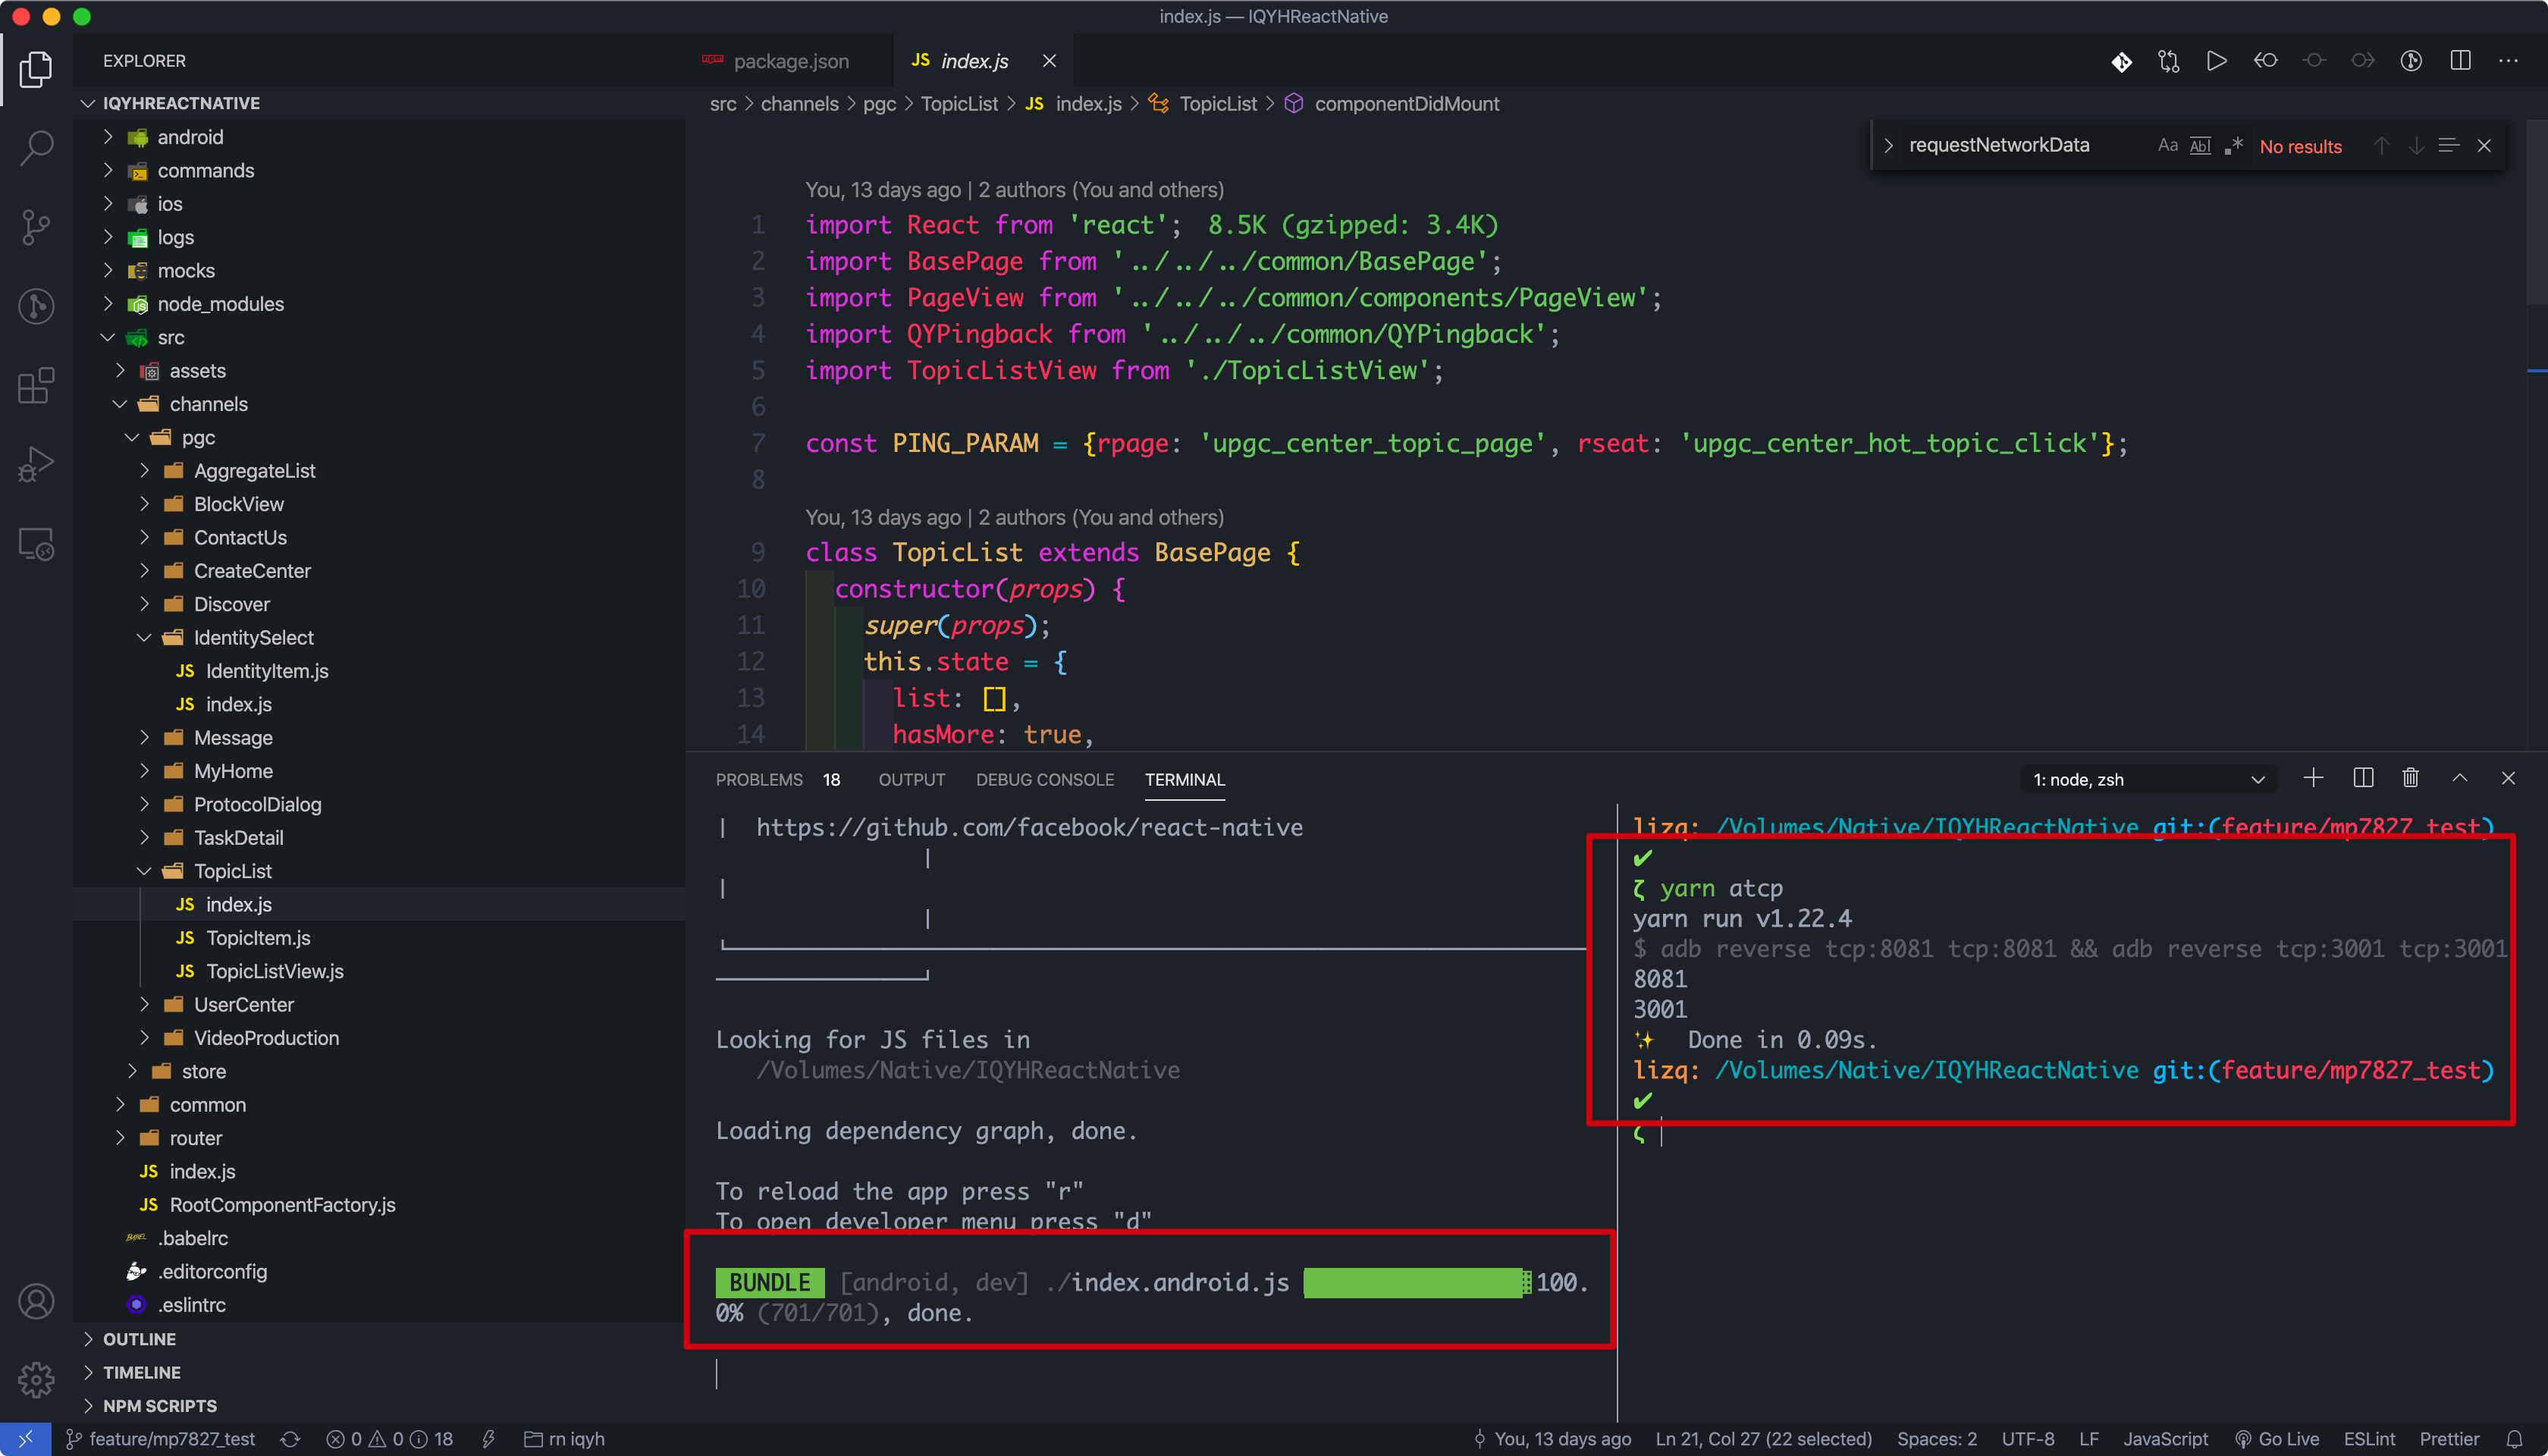 index.js — IQYHReactNative
EXPLORER
IQYHREACTNATIVE
android
commands
ios
logs
mocks
node_modules
src
assets
channels
pgc
AggregateList
BlockView
ContactUs
CreateCenter
Discover
IdentitySelect
JS IdentityItem.js
JS index.js
Message
MyHome
ProtocolDialog
TaskDetail
TopicList
JS index.js
JS TopicItem.js
JS TopicListView.js
UserCenter
VideoProduction
store
common
router
JS index.js
JS RootComponentFactory.js
.babelrc
.editorconfig
.eslintrc
OUTLINE
TIMELINE
NPM SCRIPTS
package.json
JS index.js
src > channels > pgc > TopicList > JS index.js > TopicList > componentDidMount
requestNetworkData Aa Abl .* No results
You, 13 days ago | 2 authors (You and others)
1 import React from 'react'; 8.5K (gzipped: 3.4K)
2 import BasePage from '../../../common/BasePage';
3 import PageView from '../../../common/components/PageView';
4 import QYPingback from '../../../common/QYPingback';
5 import TopicListView from './TopicListView';
6
7 const PING_PARAM = {rpage: 'upgc_center_topic_page', rseat: 'upgc_center_hot_topic_click'};
8
You, 13 days ago | 2 authors (You and others)
9 class TopicList extends BasePage {
10 constructor(props) {
11 super(props);
12 this.state = {
13 list: [],
14 hasMore: true,
PROBLEMS 18 OUTPUT DEBUG CONSOLE TERMINAL
1: node, zsh
| https://github.com/facebook/react-native
|
|
|
Looking for JS files in
/Volumes/Native/IQYHReactNative
Loading dependency graph, done.
To reload the app press "r"
To open developer menu press "d"
BUNDLE [android, dev] ./index.android.js 100.
0% (701/701), done.
lizq: /Volumes/Native/IQYHReactNative git:(feature/mp7827_test)
✔
ζ yarn atcp
yarn run v1.22.4
$ adb reverse tcp:8081 tcp:8081 && adb reverse tcp:3001 tcp:3001
8081
3001
✨ Done in 0.09s.
lizq: /Volumes/Native/IQYHReactNative git:(feature/mp7827_test)
✔
ζ
feature/mp7827_test 0 0 18 rn iqyh You, 13 days ago Ln 21, Col 27 (22 selected) Spaces: 2 UTF-8 LF JavaScript Go Live ESLint Prettier